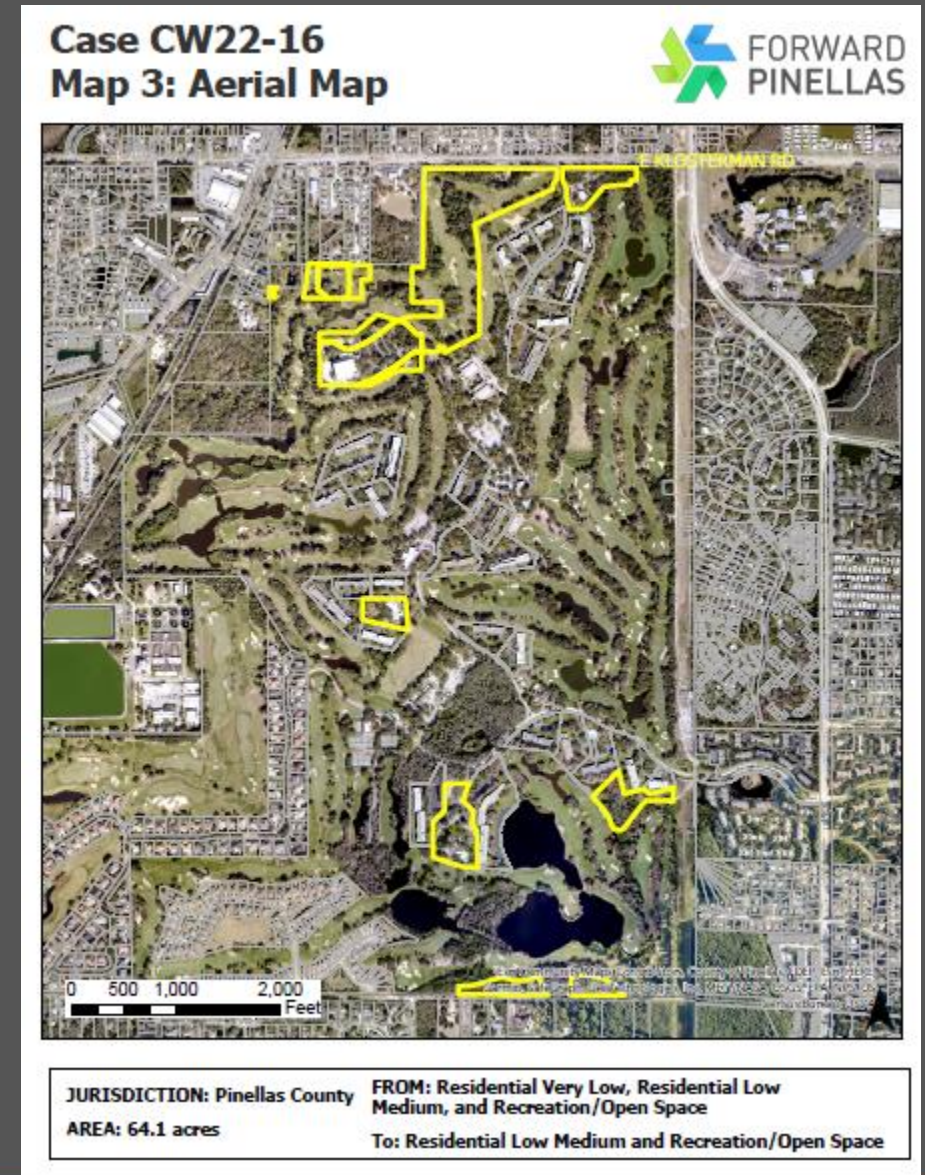 Case CW22-16
Map 3: Aerial Map
FORWARD
PINELLAS
E KLOSTERMAN RD
0 500 1,000 2,000
Feet
JURISDICTION: Pinellas County
AREA: 64.1 acres
FROM: Residential Very Low, Residential Low
Medium, and Recreation/Open Space
To: Residential Low Medium and Recreation/Open Space